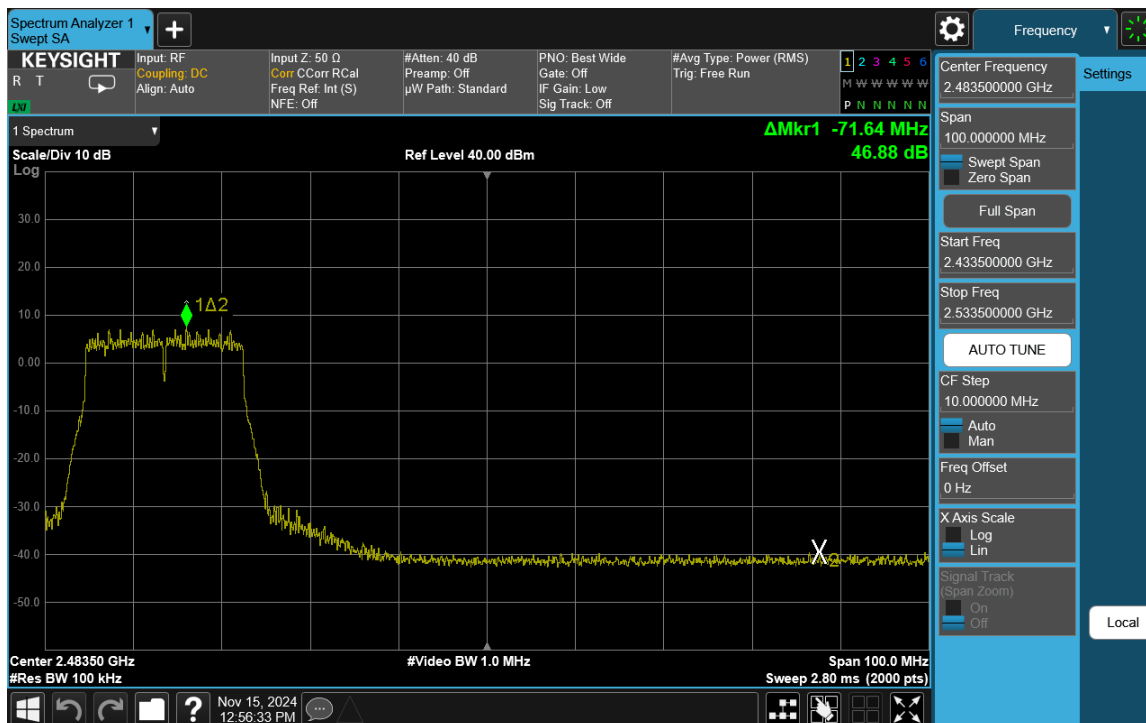 Spectrum Analyzer 1
Swept SA
+
Frequency
KEYSIGHT
R T
LXI
Input: RF
Coupling: DC
Align: Auto
Input Z: 50 Ω
Corr CCorr RCal
Freq Ref: Int (S)
NFE: Off
#Atten: 40 dB
Preamp: Off
µW Path: Standard
PNO: Best Wide
Gate: Off
IF Gain: Low
Sig Track: Off
#Avg Type: Power (RMS)
Trig: Free Run
1 2 3 4 5 6
M W W W W W
P N N N N N
1 Spectrum
Scale/Div 10 dB
Ref Level 40.00 dBm
ΔMkr1 -71.64 MHz
46.88 dB
Log
30.0
20.0
10.0
0.00
-10.0
-20.0
-30.0
-40.0
-50.0
1Δ2
X2
Center 2.48350 GHz
#Res BW 100 kHz
#Video BW 1.0 MHz
Span 100.0 MHz
Sweep 2.80 ms (2000 pts)
Center Frequency
2.483500000 GHz
Span
100.000000 MHz
Swept Span
Zero Span
Full Span
Start Freq
2.433500000 GHz
Stop Freq
2.533500000 GHz
AUTO TUNE
CF Step
10.000000 MHz
Auto
Man
Freq Offset
0 Hz
X Axis Scale
Log
Lin
Signal Track
(Span Zoom)
On
Off
Settings
Local
?
Nov 15, 2024
12:56:33 PM